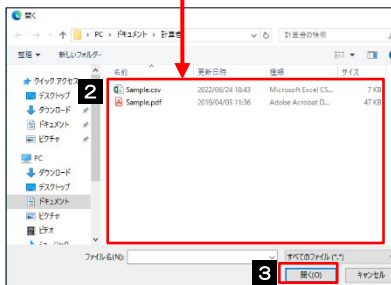 開く
PC › ドキュメント › 計算書
計算書の検索
整理 新しいフォルダー
名前 更新日時 種類 サイズ
クイック アクセス
2
デスクトップ
ダウンロード
ドキュメント
ピクチャ
PC
ダウンロード
デスクトップ
ドキュメント
ピクチャ
ビデオ
Sample.csv 2022/06/24 18:43 Microsoft Excel CS... 7 KB
Sample.pdf 2019/04/03 11:36 Adobe Acrobat D... 47 KB
ファイル名(N):
すべてのファイル (*.*)
3
開く(O) キャンセル